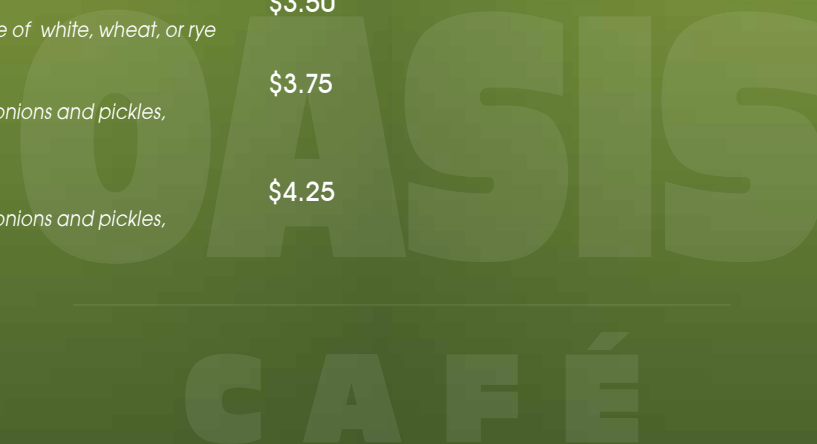 $3.50
of white, wheat, or rye
$3.75
onions and pickles,
$4.25
onions and pickles,
OASIS
CAFÉ